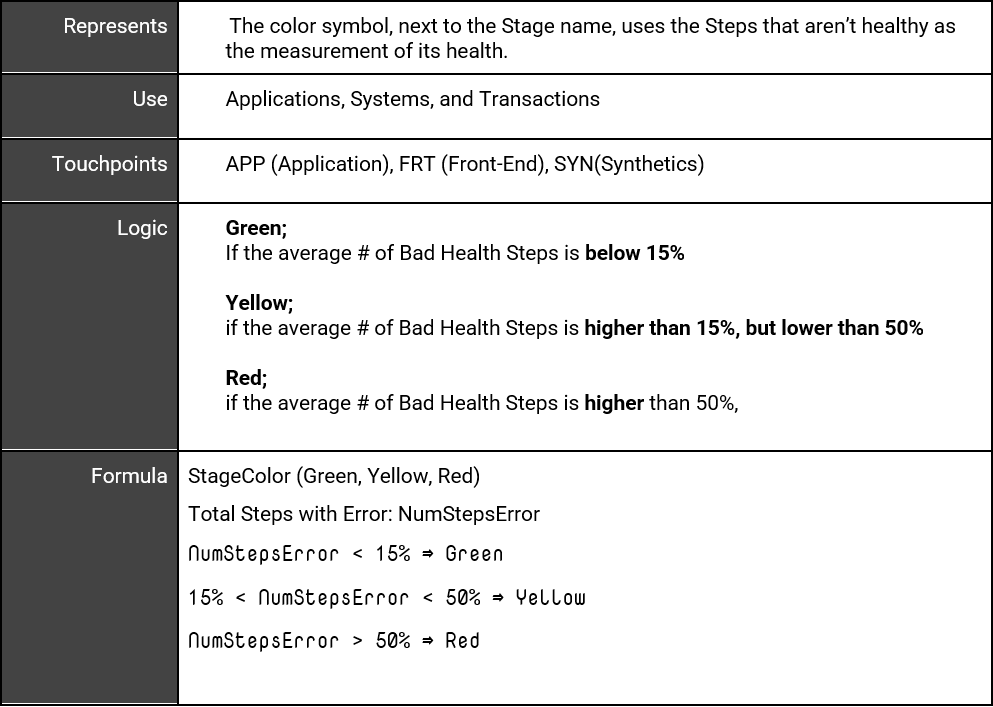 Represents
The color symbol, next to the Stage name, uses the Steps that aren’t healthy as
the measurement of its health.
Use
Applications, Systems, and Transactions
Touchpoints
APP (Application), FRT (Front-End), SYN(Synthetics)
Logic
Green;
If the average # of Bad Health Steps is below 15%
Yellow;
if the average # of Bad Health Steps is higher than 15%, but lower than 50%
Red;
if the average # of Bad Health Steps is higher than 50%,
Formula
StageColor (Green, Yellow, Red)
Total Steps with Error: NumStepsError
NumStepsError < 15% ⇒ Green
15% < NumStepsError < 50% ⇒ Yellow
NumStepsError > 50% ⇒ Red